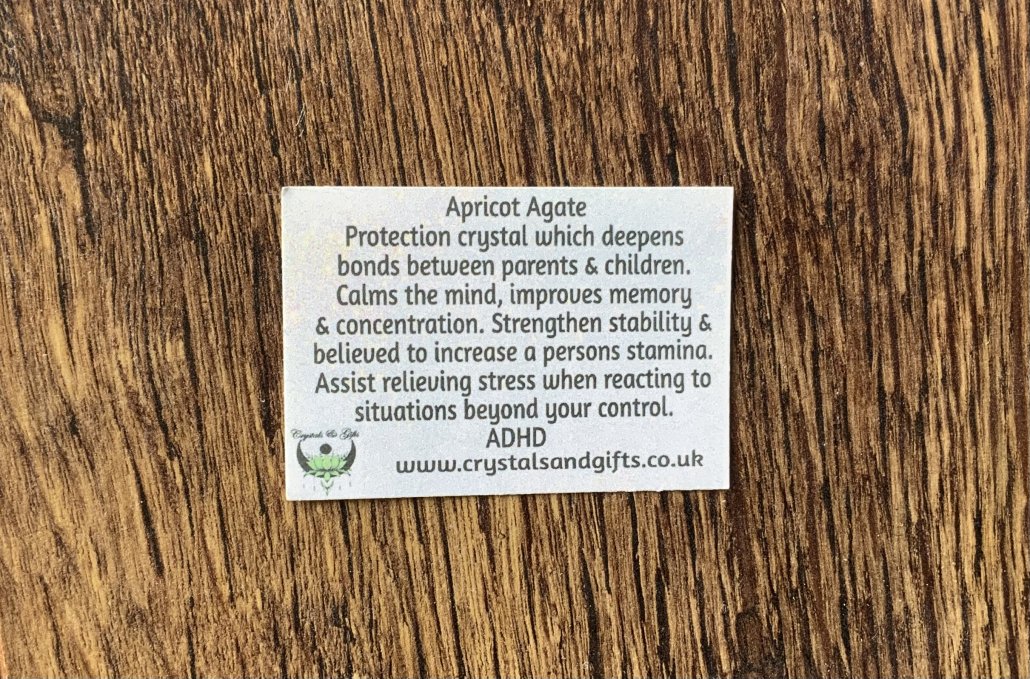 Apricot Agate
Protection crystal which deepens
bonds between parents & children.
Calms the mind, improves memory
& concentration. Strengthen stability &
believed to increase a persons stamina.
Assist relieving stress when reacting to
situations beyond your control.
ADHD
www.crystalsandgifts.co.uk
Crystals & Gifts